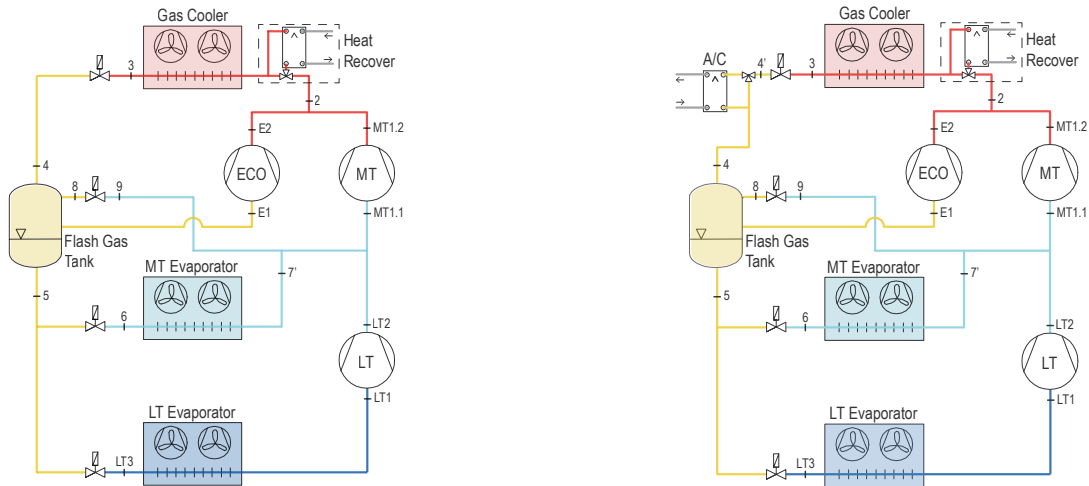 Gas Cooler
3
Heat
Recover
2
E2
MT1.2
ECO
MT
4
8
9
E1
MT1.1
Flash Gas
Tank
MT Evaporator
7'
5
6
LT2
LT
LT1
LT Evaporator
LT3
Gas Cooler
A/C
4'
3
Heat
Recover
2
E2
MT1.2
ECO
MT
4
8
9
E1
MT1.1
Flash Gas
Tank
MT Evaporator
7'
5
6
LT2
LT
LT1
LT Evaporator
LT3